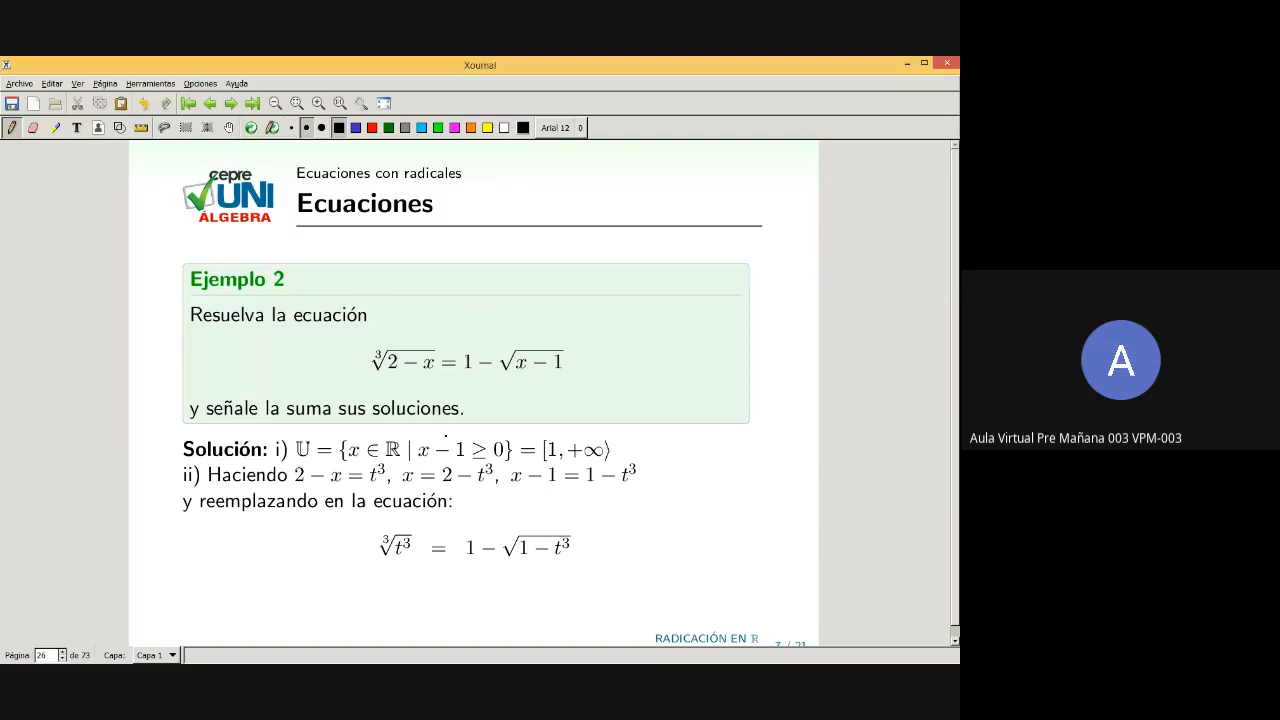 Xournal
Archivo Editar Ver Página Herramientas Opciones Ayuda
Arial 12 0
cepre
UNI
ÁLGEBRA
Ecuaciones con radicales
Ecuaciones
Ejemplo 2
Resuelva la ecuación
∛(2 − x) = 1 − √(x − 1)
y señale la suma sus soluciones.
Solución: i) 𝕌 = {x ∈ ℝ | x − 1 ≥ 0} = [1, +∞⟩
ii) Haciendo 2 − x = t³, x = 2 − t³, x − 1 = 1 − t³
y reemplazando en la ecuación:
∛(t³) = 1 − √(1 − t³)
RADICACIÓN EN ℝ 7 / 21
Página 26 de 73 Capa: Capa 1
A
Aula Virtual Pre Mañana 003 VPM-003